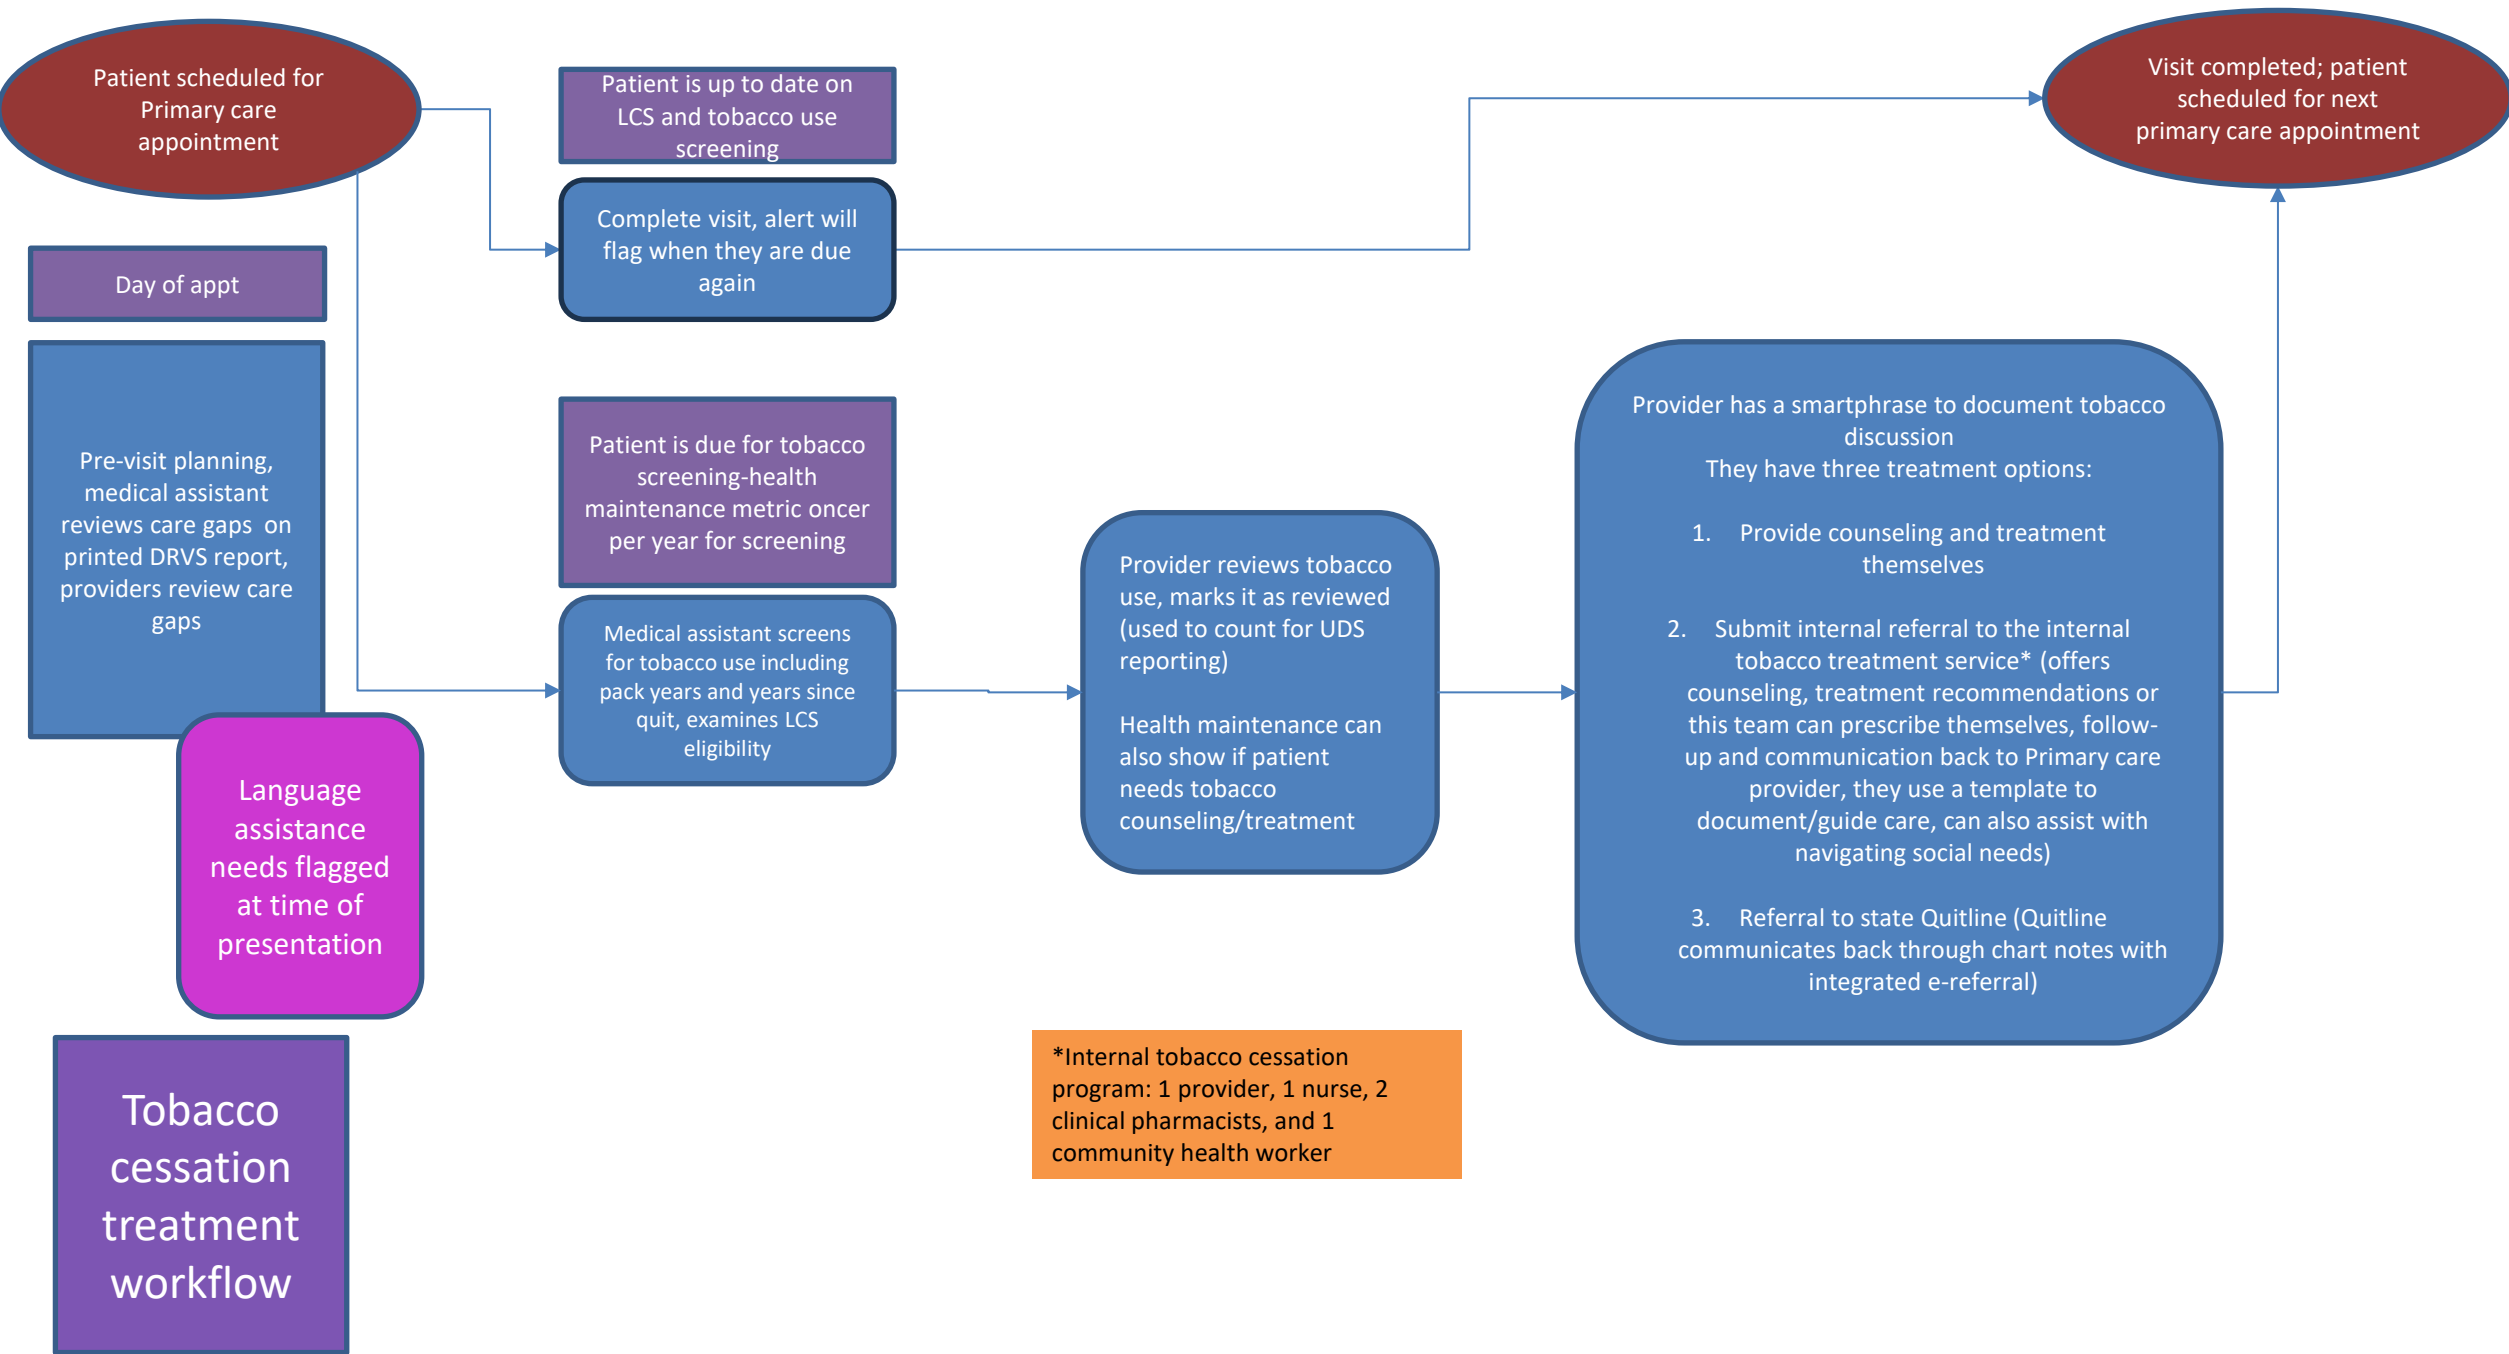 Patient scheduled for
Primary care
appointment
Patient is up to date on
LCS and tobacco use
screening
Visit completed; patient
scheduled for next
primary care appointment
Complete visit, alert will
flag when they are due
again
Day of appt
Pre-visit planning,
medical assistant
reviews care gaps  on
printed DRVS report,
providers review care
gaps
Patient is due for tobacco
screening-health
maintenance metric oncer
per year for screening
Medical assistant screens
for tobacco use including
pack years and years since
quit, examines LCS
eligibility
Provider reviews tobacco
use, marks it as reviewed
(used to count for UDS
reporting)
Health maintenance can
also show if patient
needs tobacco
counseling/treatment
Provider has a smartphrase to document tobacco
discussion
They have three treatment options:
1. Provide counseling and treatment
themselves
2. Submit internal referral to the internal
tobacco treatment service* (offers
counseling, treatment recommendations or
this team can prescribe themselves, follow-
up and communication back to Primary care
provider, they use a template to
document/guide care, can also assist with
navigating social needs)
3. Referral to state Quitline (Quitline
communicates back through chart notes with
integrated e-referral)
Language
assistance
needs flagged
at time of
presentation
*Internal tobacco cessation
program: 1 provider, 1 nurse, 2
clinical pharmacists, and 1
community health worker
Tobacco
cessation
treatment
workflow